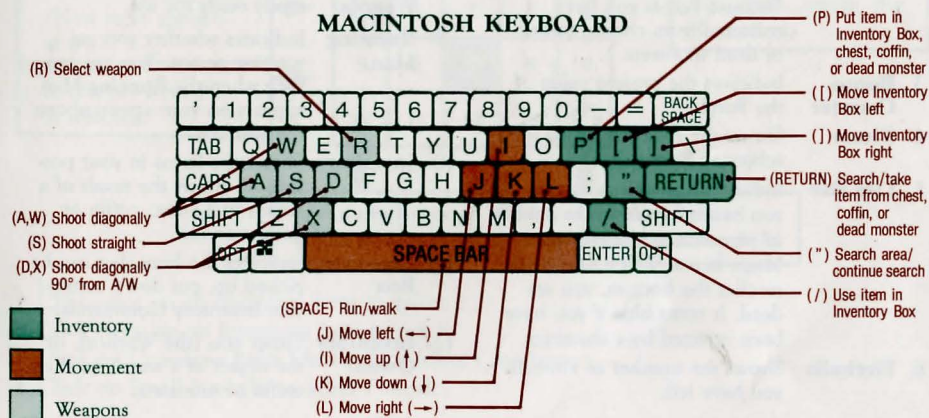 MACINTOSH KEYBOARD
(R) Select weapon
(P) Put item in
Inventory Box,
chest, coffin,
or dead monster
([) Move Inventory
Box left
(]) Move Inventory
Box right
(RETURN) Search/take
item from chest,
coffin, or
dead monster
(") Search area/
continue search
(/) Use item in
Inventory Box
(A,W) Shoot diagonally
(S) Shoot straight
(D,X) Shoot diagonally
90° from A/W
' 1 2 3 4 5 6 7 8 9 0 – = BACK SPACE
TAB Q W E R T Y U I O P [ ] \
CAPS A S D F G H J K L : " RETURN
SHIFT Z X C V B N M , . / SHIFT
OPT ⌘ SPACE BAR ENTER OPT
(SPACE) Run/walk
(J) Move left (←)
(I) Move up (↑)
(K) Move down (↓)
(L) Move right (→)
Inventory
Movement
Weapons